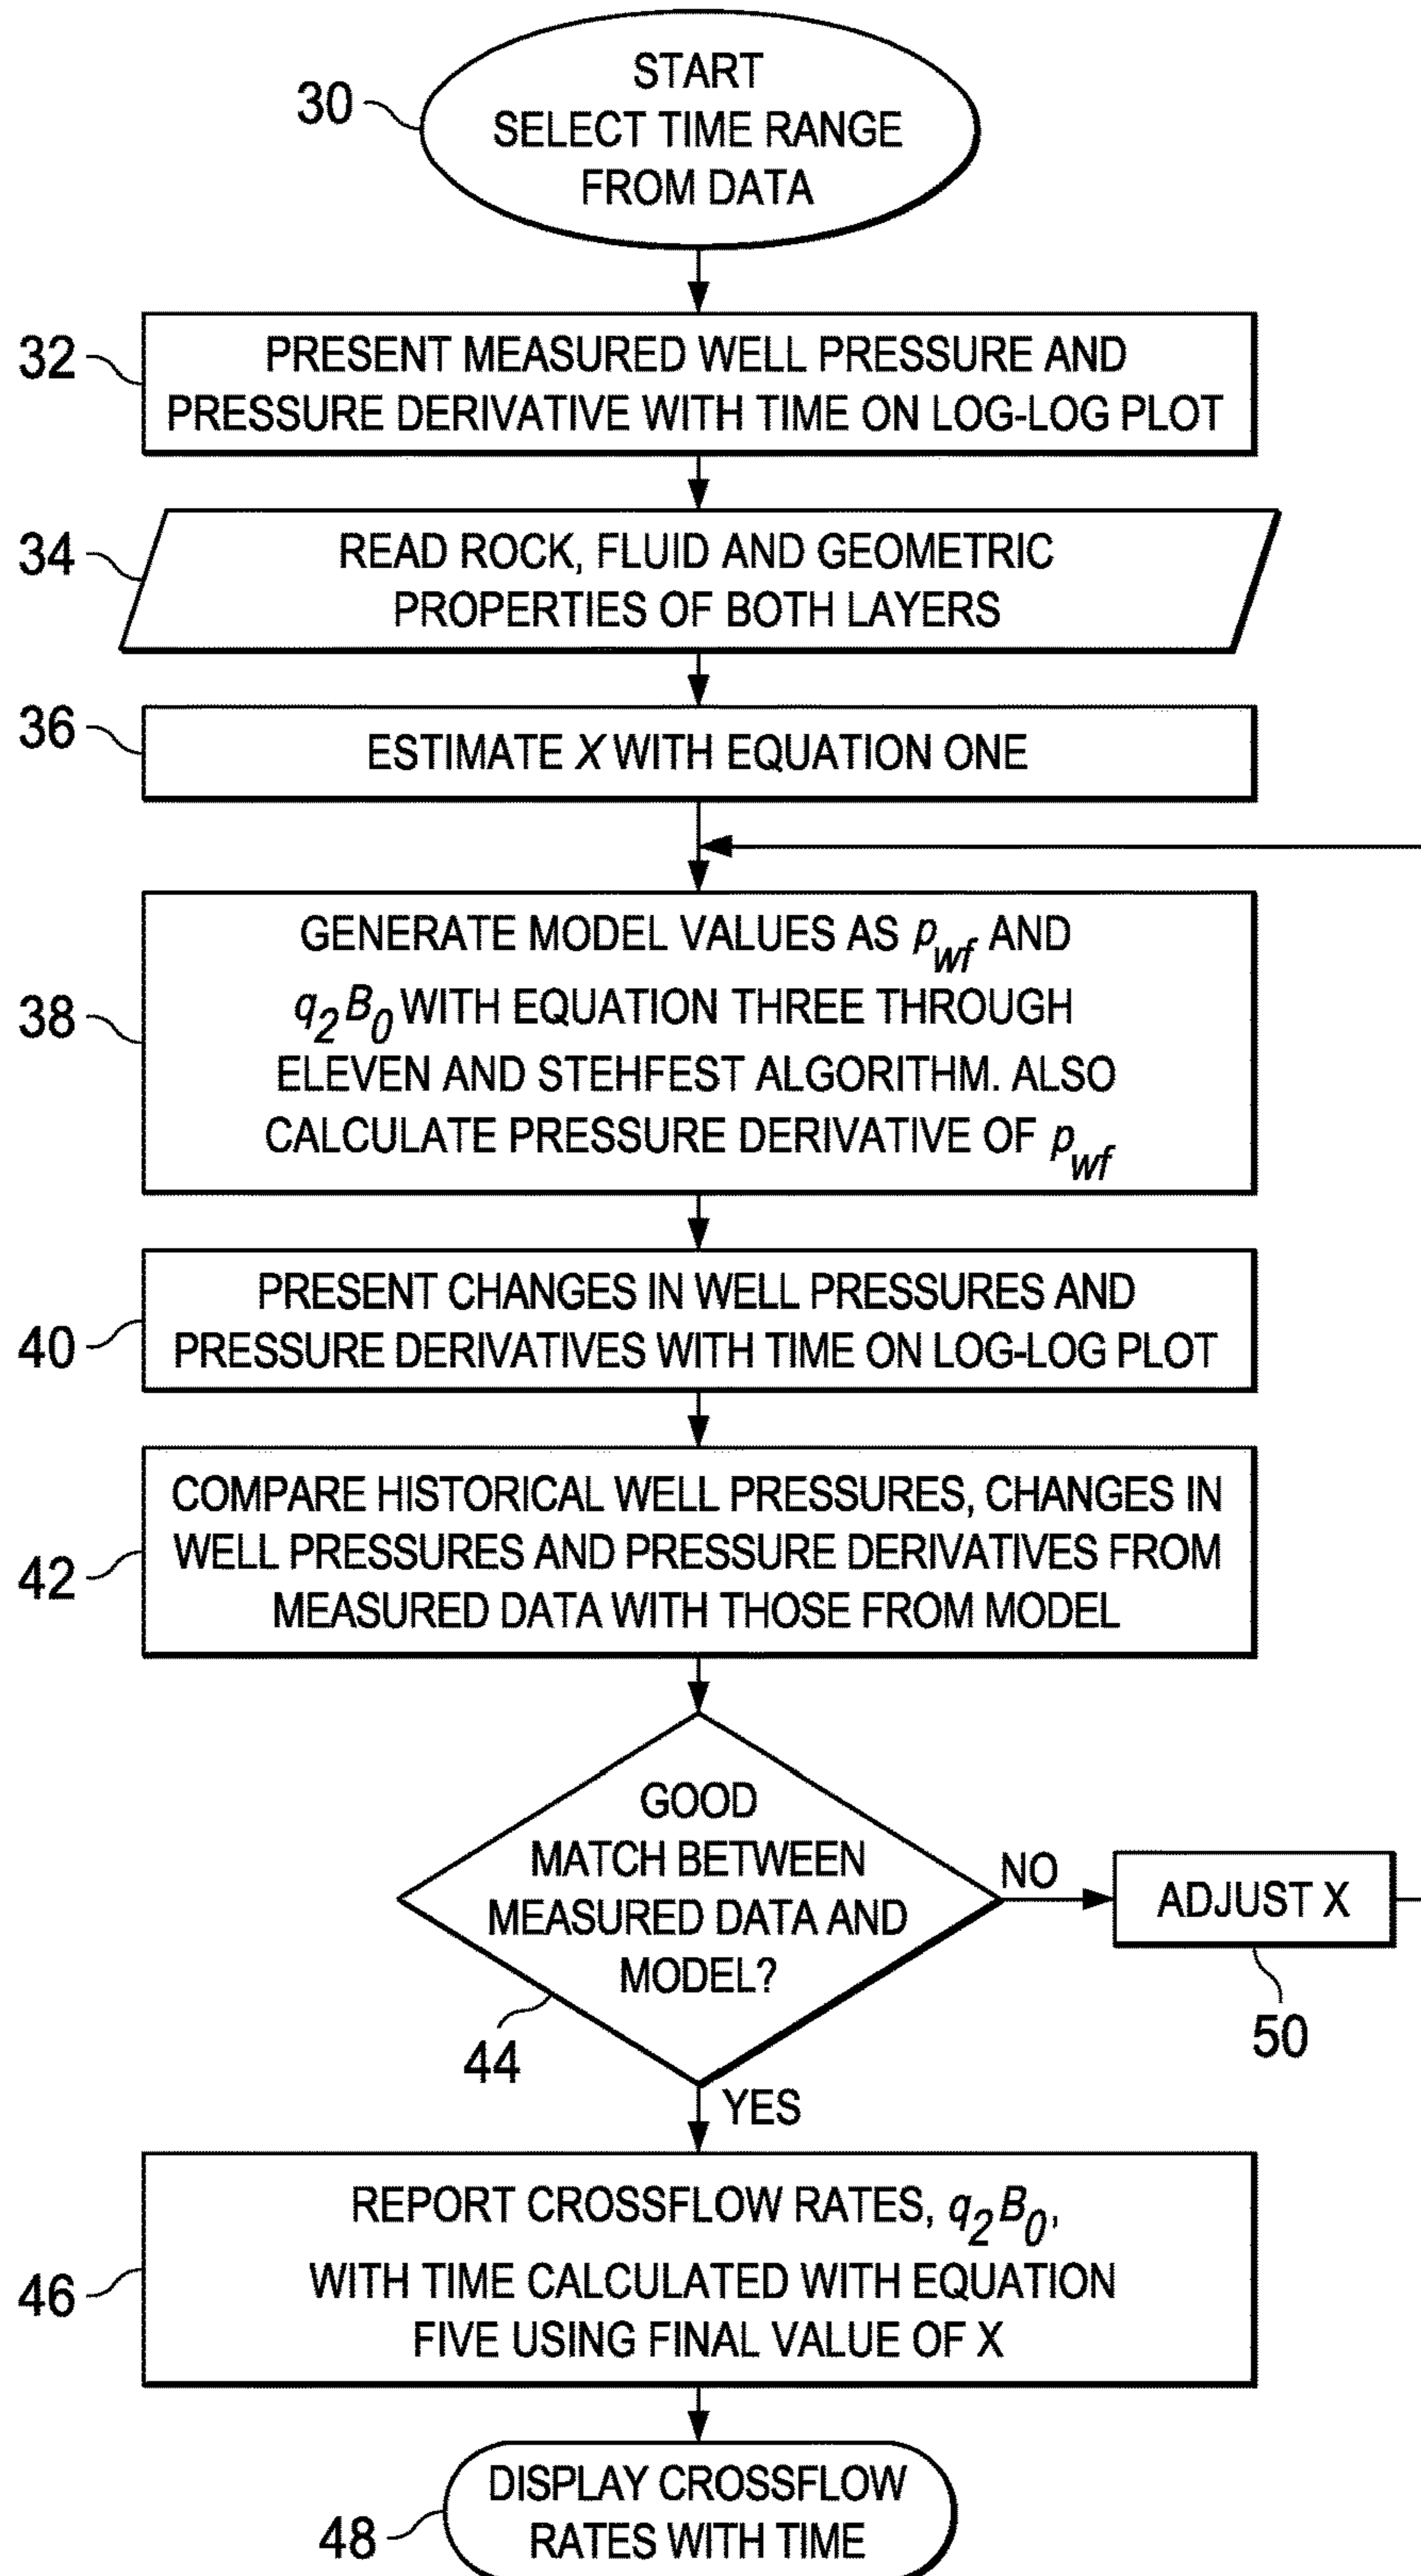 30
START
SELECT TIME RANGE
FROM DATA
32
PRESENT MEASURED WELL PRESSURE AND
PRESSURE DERIVATIVE WITH TIME ON LOG-LOG PLOT
34
READ ROCK, FLUID AND GEOMETRIC
PROPERTIES OF BOTH LAYERS
36
ESTIMATE X WITH EQUATION ONE
38
GENERATE MODEL VALUES AS p_wf AND
q_2B_0 WITH EQUATION THREE THROUGH
ELEVEN AND STEHFEST ALGORITHM. ALSO
CALCULATE PRESSURE DERIVATIVE OF p_wf
40
PRESENT CHANGES IN WELL PRESSURES AND
PRESSURE DERIVATIVES WITH TIME ON LOG-LOG PLOT
42
COMPARE HISTORICAL WELL PRESSURES, CHANGES IN
WELL PRESSURES AND PRESSURE DERIVATIVES FROM
MEASURED DATA WITH THOSE FROM MODEL
GOOD
MATCH BETWEEN
MEASURED DATA AND
MODEL?
44
NO
ADJUST X
50
YES
46
REPORT CROSSFLOW RATES, q_2B_0,
WITH TIME CALCULATED WITH EQUATION
FIVE USING FINAL VALUE OF X
48
DISPLAY CROSSFLOW
RATES WITH TIME